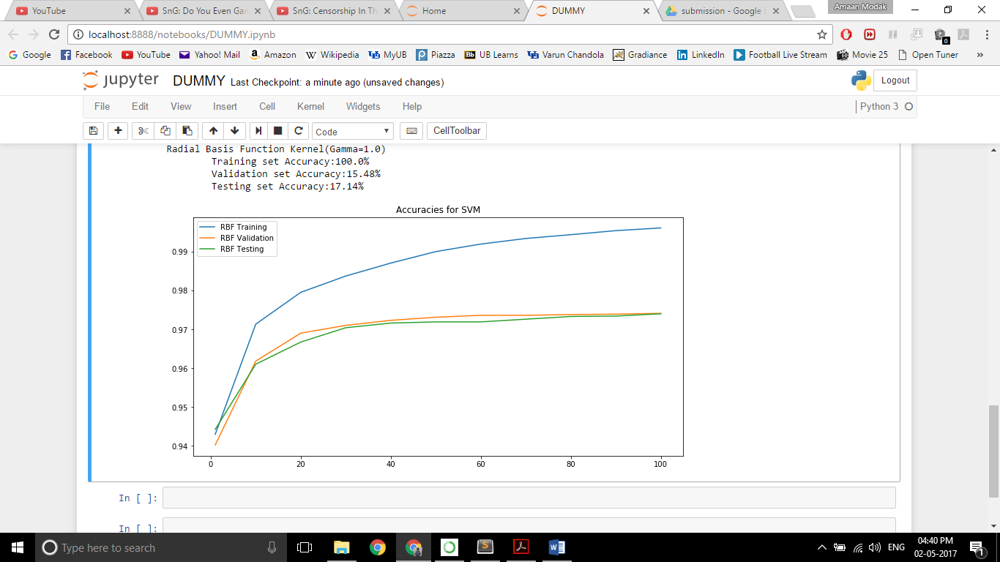 YouTube
SnG: Do You Even Gam
SnG: Censorship In Th
Home
DUMMY
submission - Google D
Amaan Modak
localhost:8888/notebooks/DUMMY.ipynb
0
Google Facebook YouTube Yahoo! Mail Amazon Wikipedia MyUB Piazza UB Learns Varun Chandola Gradiance LinkedIn Football Live Stream Movie 25 Open Tuner »
jupyter DUMMY Last Checkpoint: a minute ago (unsaved changes)
Logout
File Edit View Insert Cell Kernel Widgets Help
Python 3
Code
CellToolbar
Radial Basis Function Kernel(Gamma=1.0)
Training set Accuracy:100.0%
Validation set Accuracy:15.48%
Testing set Accuracy:17.14%
Accuracies for SVM
RBF Training
RBF Validation
RBF Testing
0.99
0.98
0.97
0.96
0.95
0.94
0 20 40 60 80 100
In [ ]:
In [ ]:
Type here to search
ENG
04:40 PM
02-05-2017
1